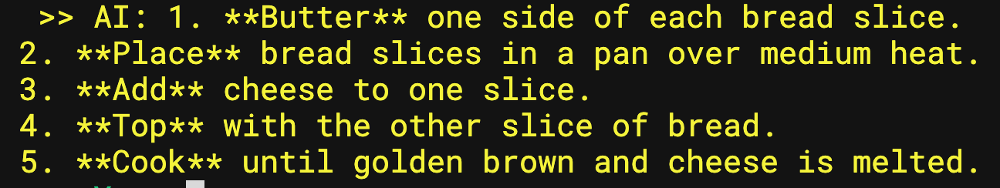 >> AI: 1. **Butter** one side of each bread slice.
2. **Place** bread slices in a pan over medium heat.
3. **Add** cheese to one slice.
4. **Top** with the other slice of bread.
5. **Cook** until golden brown and cheese is melted.